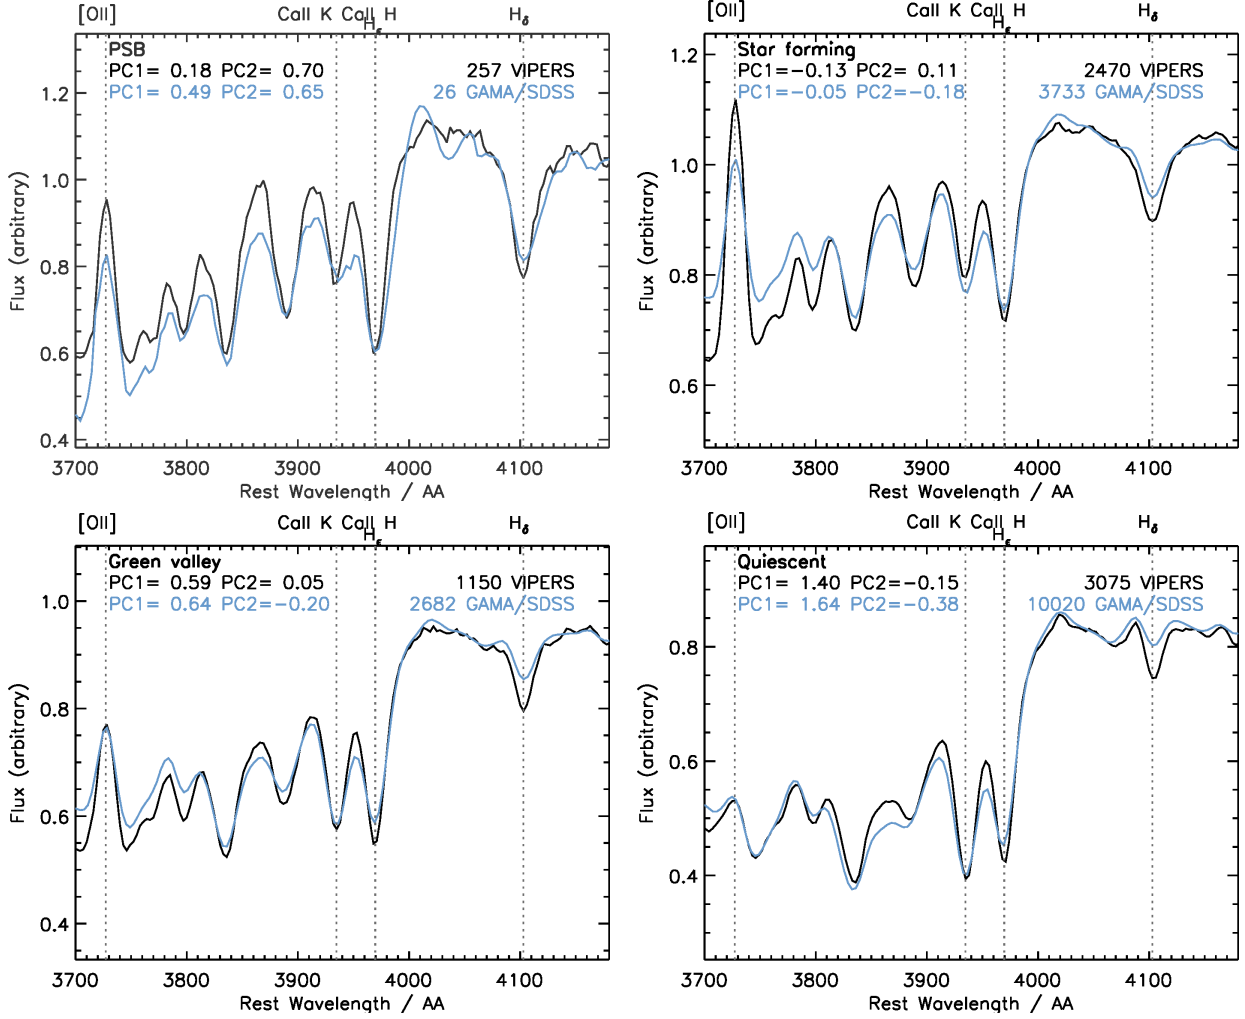 [OII] CaII K CaII H Hδ
Hε
PSB
PC1= 0.18 PC2= 0.70 257 VIPERS
PC1= 0.49 PC2= 0.65 26 GAMA/SDSS
Flux (arbitrary)
1.2
1.0
0.8
0.6
0.4
3700 3800 3900 4000 4100
Rest Wavelength / AA
[OII] CaII K CaII H Hδ
Hε
Star forming
PC1=−0.13 PC2= 0.11 2470 VIPERS
PC1=−0.05 PC2=−0.18 3733 GAMA/SDSS
Flux (arbitrary)
1.2
1.0
0.8
0.6
3700 3800 3900 4000 4100
Rest Wavelength / AA
[OII] CaII K CaII H Hδ
Hε
Green valley
PC1= 0.59 PC2= 0.05 1150 VIPERS
PC1= 0.64 PC2=−0.20 2682 GAMA/SDSS
Flux (arbitrary)
1.0
0.8
0.6
0.4
3700 3800 3900 4000 4100
Rest Wavelength / AA
[OII] CaII K CaII H Hδ
Hε
Quiescent
PC1= 1.40 PC2=−0.15 3075 VIPERS
PC1= 1.64 PC2=−0.38 10020 GAMA/SDSS
Flux (arbitrary)
0.8
0.6
0.4
3700 3800 3900 4000 4100
Rest Wavelength / AA